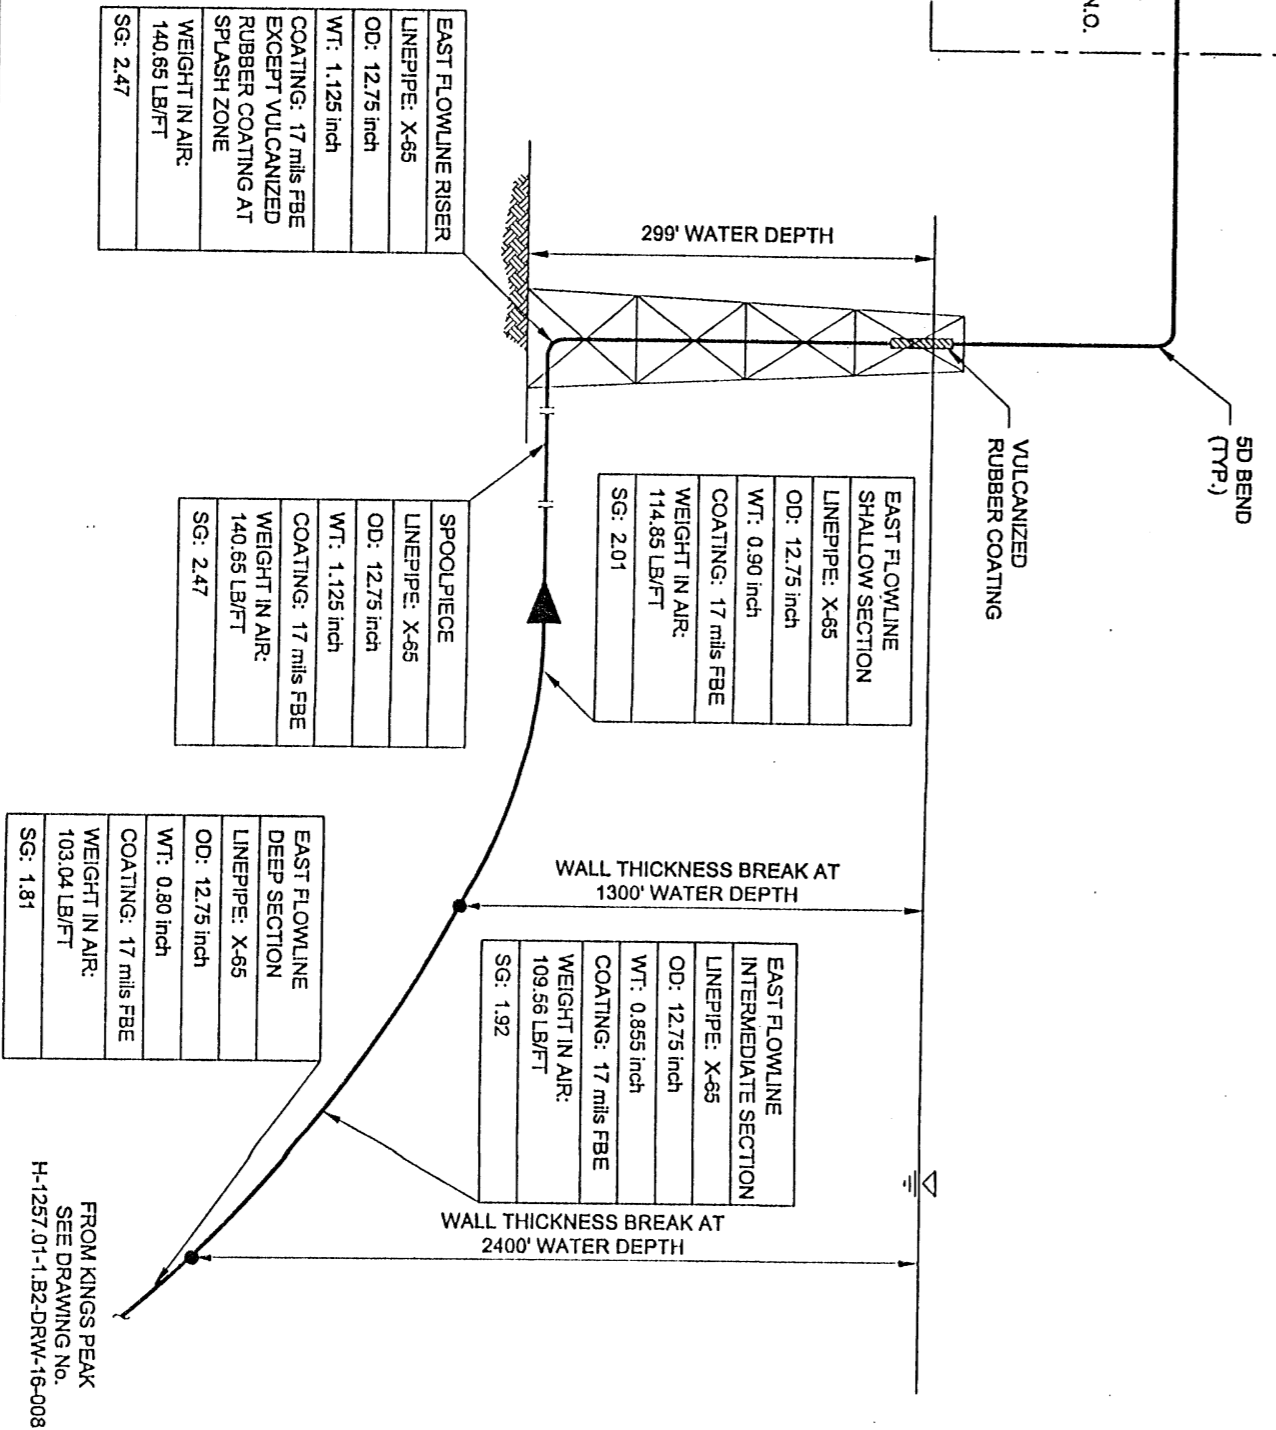 N.O.
5D BEND
(TYP.)
VULCANIZED
RUBBER COATING
299' WATER DEPTH
EAST FLOWLINE RISER
LINEPIPE: X-65
OD: 12.75 inch
WT: 1.125 inch
COATING: 17 mils FBE
EXCEPT VULCANIZED
RUBBER COATING AT
SPLASH ZONE
WEIGHT IN AIR:
140.65 LB/FT
SG: 2.47
EAST FLOWLINE
SHALLOW SECTION
LINEPIPE: X-65
OD: 12.75 inch
WT: 0.90 inch
COATING: 17 mils FBE
WEIGHT IN AIR:
114.85 LB/FT
SG: 2.01
SPOOLPIECE
LINEPIPE: X-65
OD: 12.75 inch
WT: 1.125 inch
COATING: 17 mils FBE
WEIGHT IN AIR:
140.65 LB/FT
SG: 2.47
WALL THICKNESS BREAK AT
1300' WATER DEPTH
EAST FLOWLINE
INTERMEDIATE SECTION
LINEPIPE: X-65
OD: 12.75 inch
WT: 0.855 inch
COATING: 17 mils FBE
WEIGHT IN AIR:
109.56 LB/FT
SG: 1.92
EAST FLOWLINE
DEEP SECTION
LINEPIPE: X-65
OD: 12.75 inch
WT: 0.80 inch
COATING: 17 mils FBE
WEIGHT IN AIR:
103.04 LB/FT
SG: 1.81
WALL THICKNESS BREAK AT
2400' WATER DEPTH
FROM KINGS PEAK
SEE DRAWING No.
H-1257.01-1.B2-DRW-16-008